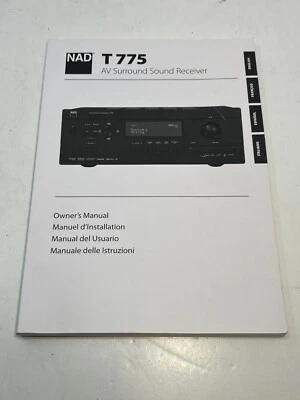 NAD
T 775
AV Surround Sound Receiver
ENGLISH
FRANÇAIS
ESPAÑOL
ITALIANO
NAD
Owner's Manual
Manuel d'Installation
Manual del Usuario
Manuale delle Istruzioni